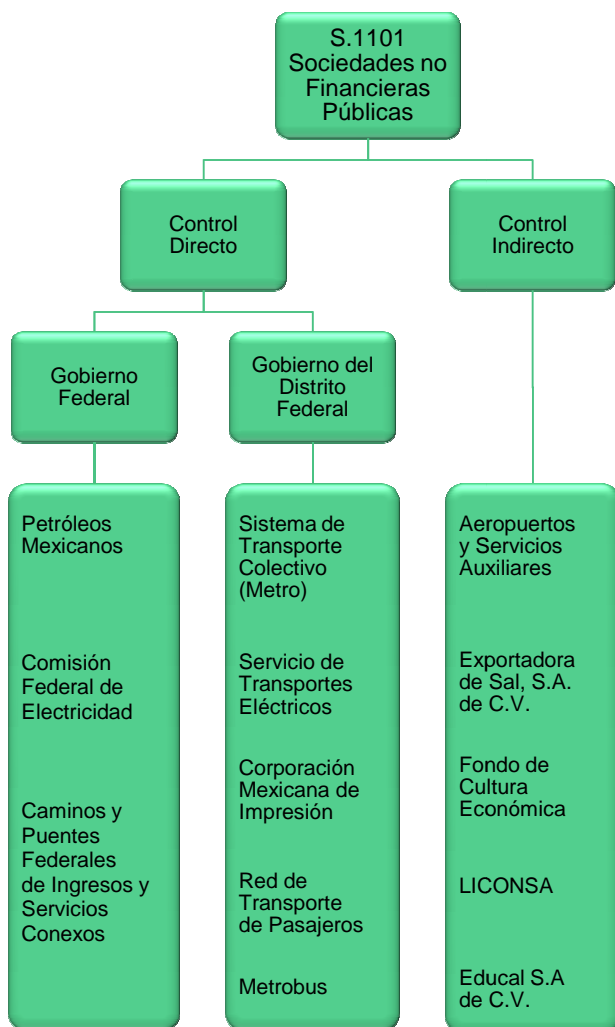 S.1101
Sociedades no
Financieras
Públicas
Control
Directo
Control
Indirecto
Gobierno
Federal
Gobierno del
Distrito
Federal
Petróleos
Mexicanos
Comisión
Federal de
Electricidad
Caminos y
Puentes
Federales
de Ingresos y
Servicios
Conexos
Sistema de
Transporte
Colectivo
(Metro)
Servicio de
Transportes
Eléctricos
Corporación
Mexicana de
Impresión
Red de
Transporte
de Pasajeros
Metrobus
Aeropuertos
y Servicios
Auxiliares
Exportadora
de Sal, S.A.
de C.V.
Fondo de
Cultura
Económica
LICONSA
Educal S.A
de C.V.